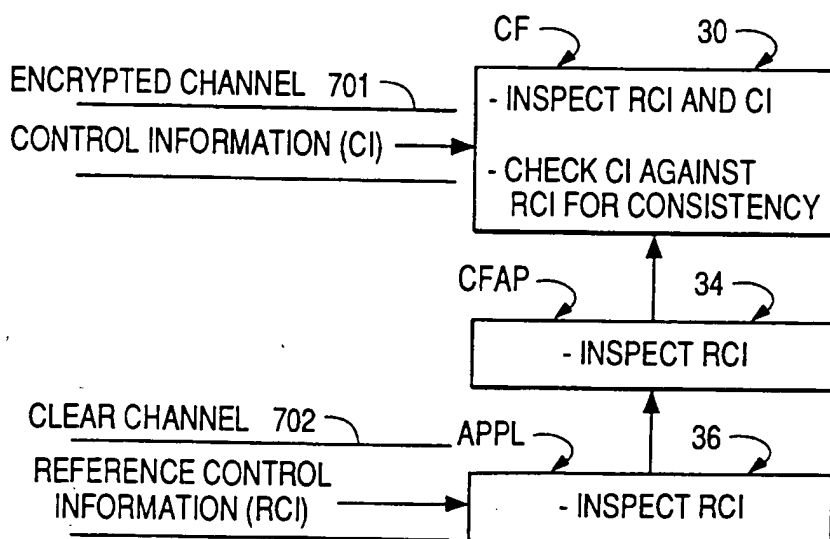 CF 30
ENCRYPTED CHANNEL 701
- INSPECT RCI AND CI
CONTROL INFORMATION (CI)
- CHECK CI AGAINST
RCI FOR CONSISTENCY
CFAP 34
- INSPECT RCI
CLEAR CHANNEL 702
APPL 36
REFERENCE CONTROL
INFORMATION (RCI)
- INSPECT RCI